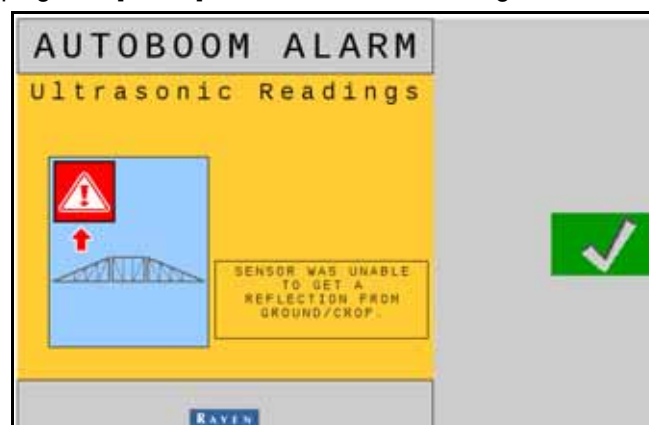 AUTOBOOM ALARM
Ultrasonic Readings
SENSOR WAS UNABLE
TO GET A
REFLECTION FROM
GROUND/CROP.
RAVEN